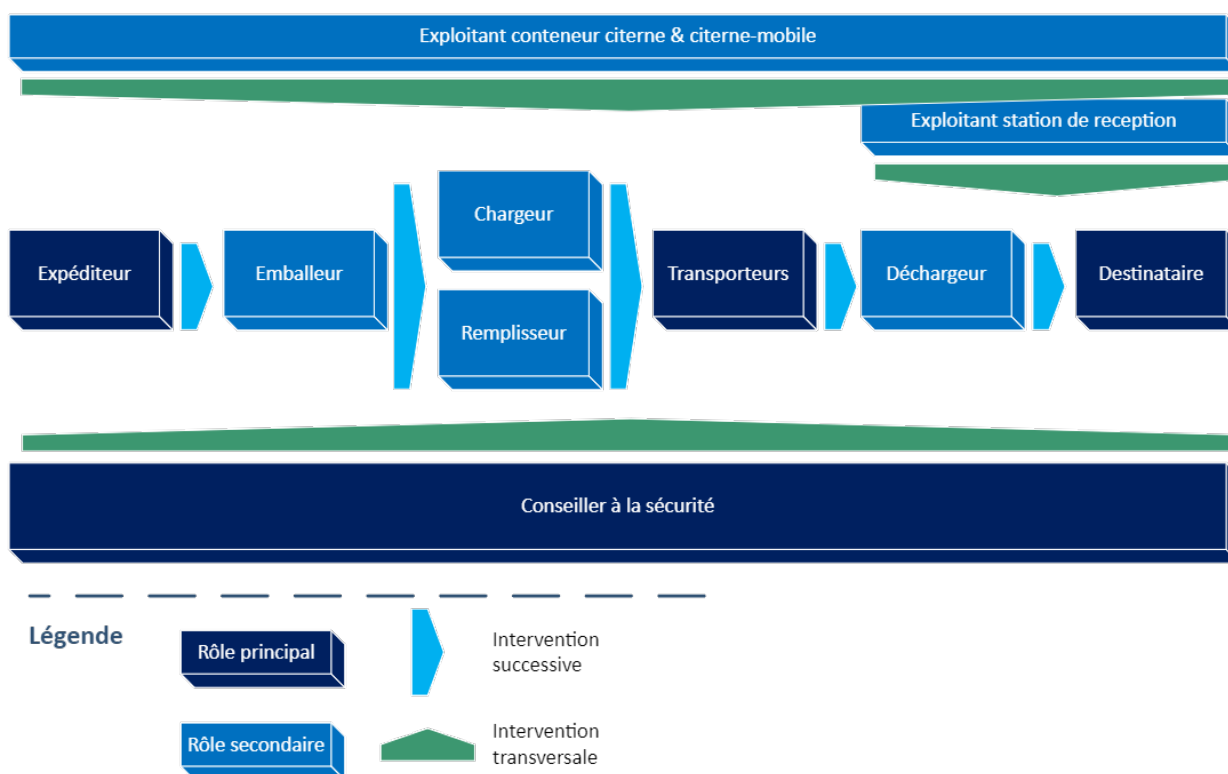 Exploitant conteneur citerne & citerne-mobile
Exploitant station de reception
Chargeur
Expéditeur
Emballeur
Transporteurs
Déchargeur
Destinataire
Remplisseur
Conseiller à la sécurité
Légende
Rôle principal
Intervention
successive
Rôle secondaire
Intervention
transversale